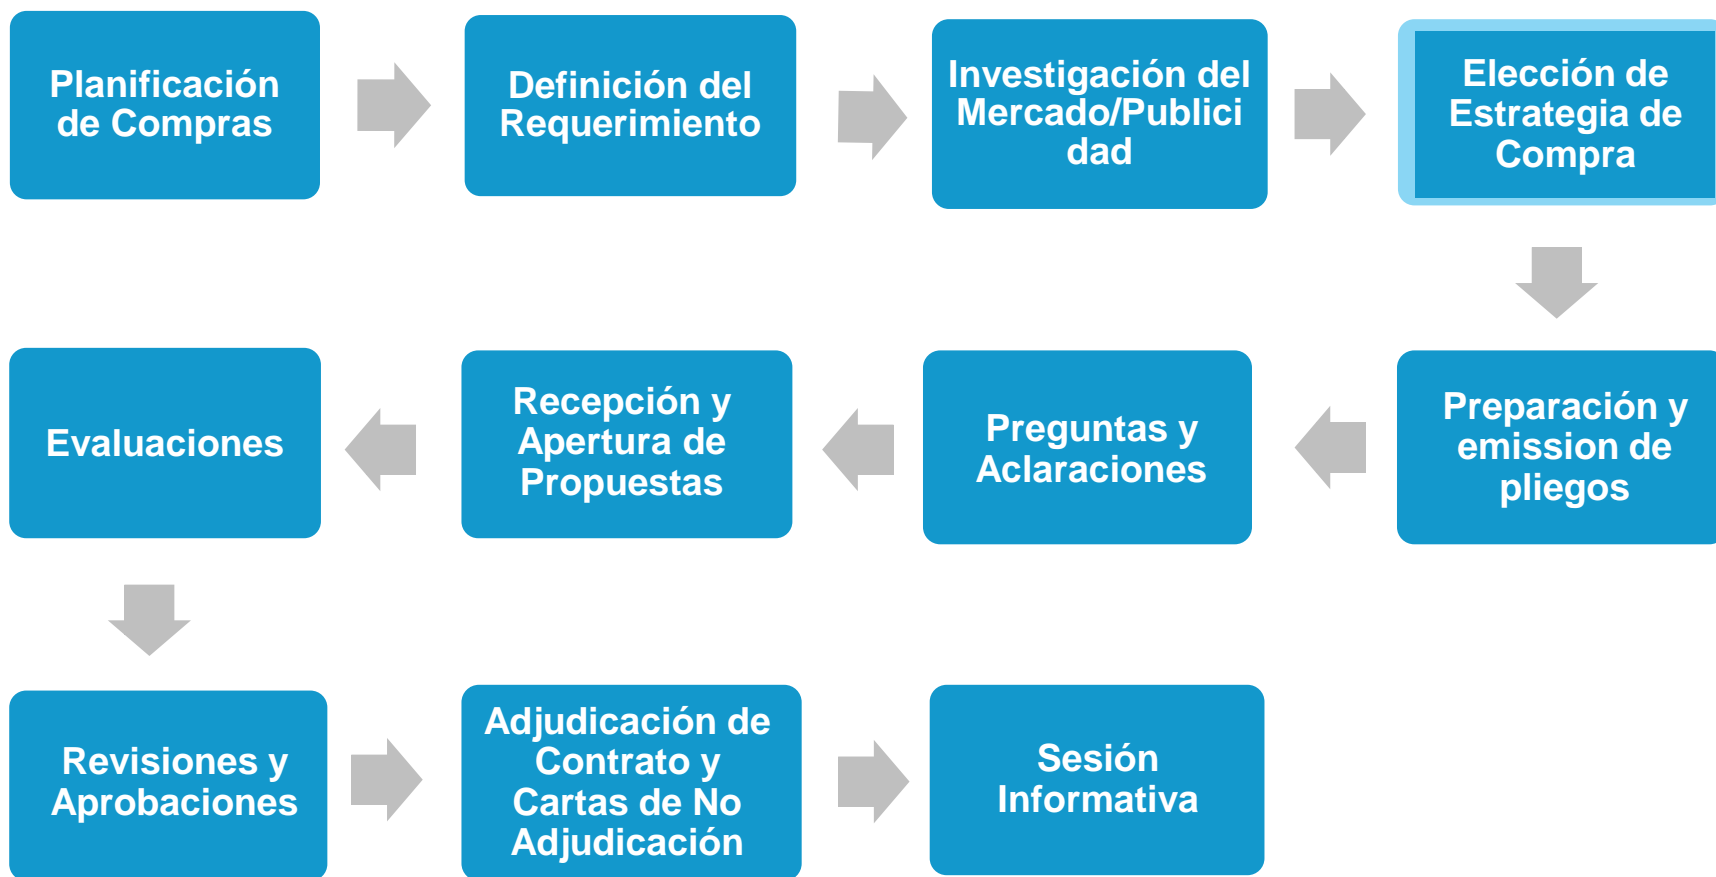 Planificación
de Compras
Definición del
Requerimiento
Investigación del
Mercado/Publici
dad
Elección de
Estrategia de
Compra
Preparación y
emission de
pliegos
Preguntas y
Aclaraciones
Recepción y
Apertura de
Propuestas
Evaluaciones
Revisiones y
Aprobaciones
Adjudicación de
Contrato y
Cartas de No
Adjudicación
Sesión
Informativa